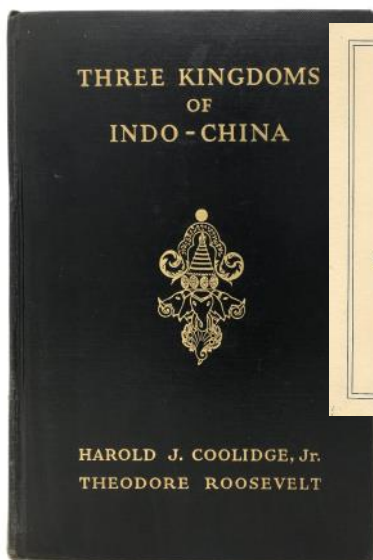 THREE KINGDOMS
OF
INDO-CHINA
HAROLD J. COOLIDGE, Jr.
THEODORE ROOSEVELT